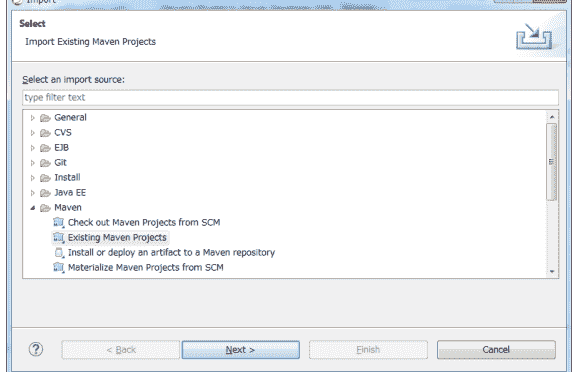 Import
Select
Import Existing Maven Projects
Select an import source:
type filter text
General
CVS
EJB
Git
Install
Java EE
Maven
Check out Maven Projects from SCM
Existing Maven Projects
Install or deploy an artifact to a Maven repository
Materialize Maven Projects from SCM
? < Back Next > Finish Cancel